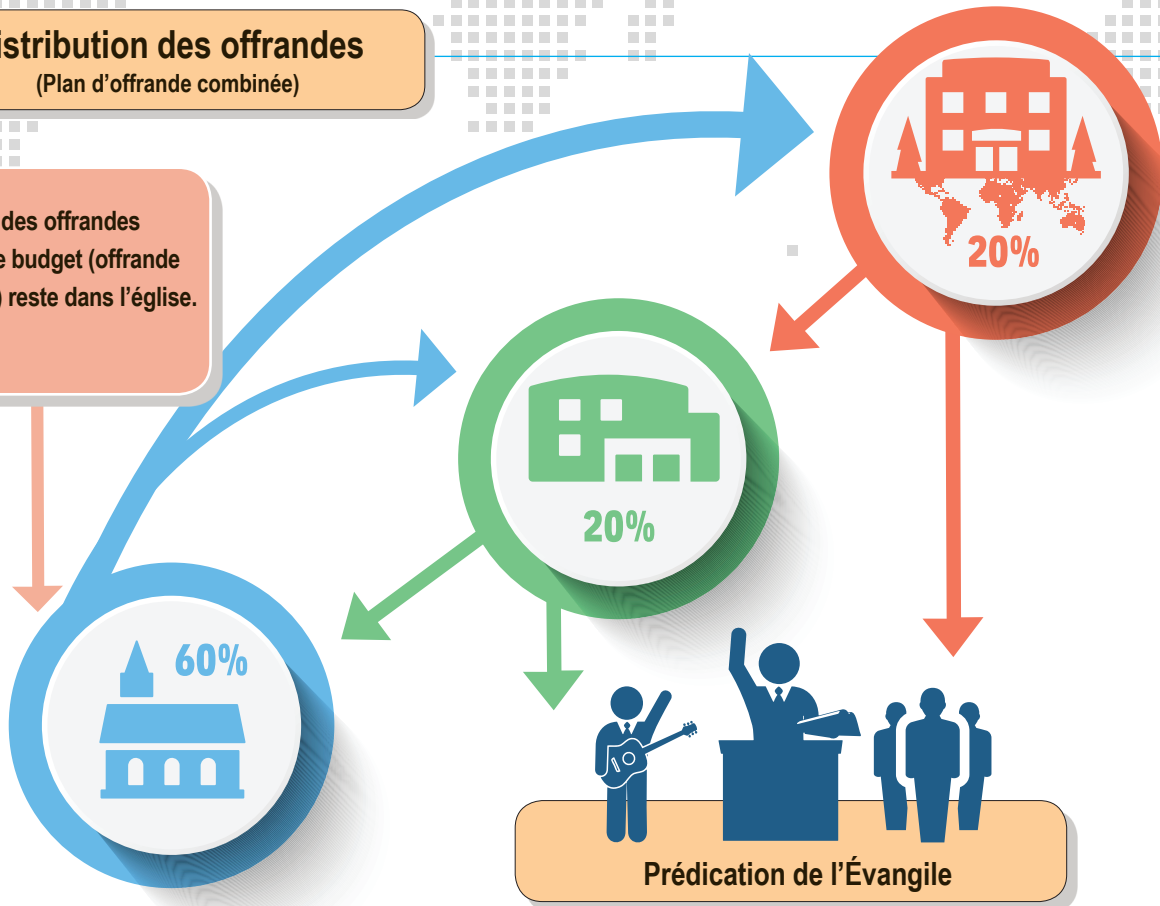 istribution des offrandes
(Plan d'offrande combinée)
des offrandes
e budget (offrande
) reste dans l'église.
20%
20%
60%
Prédication de l'Évangile